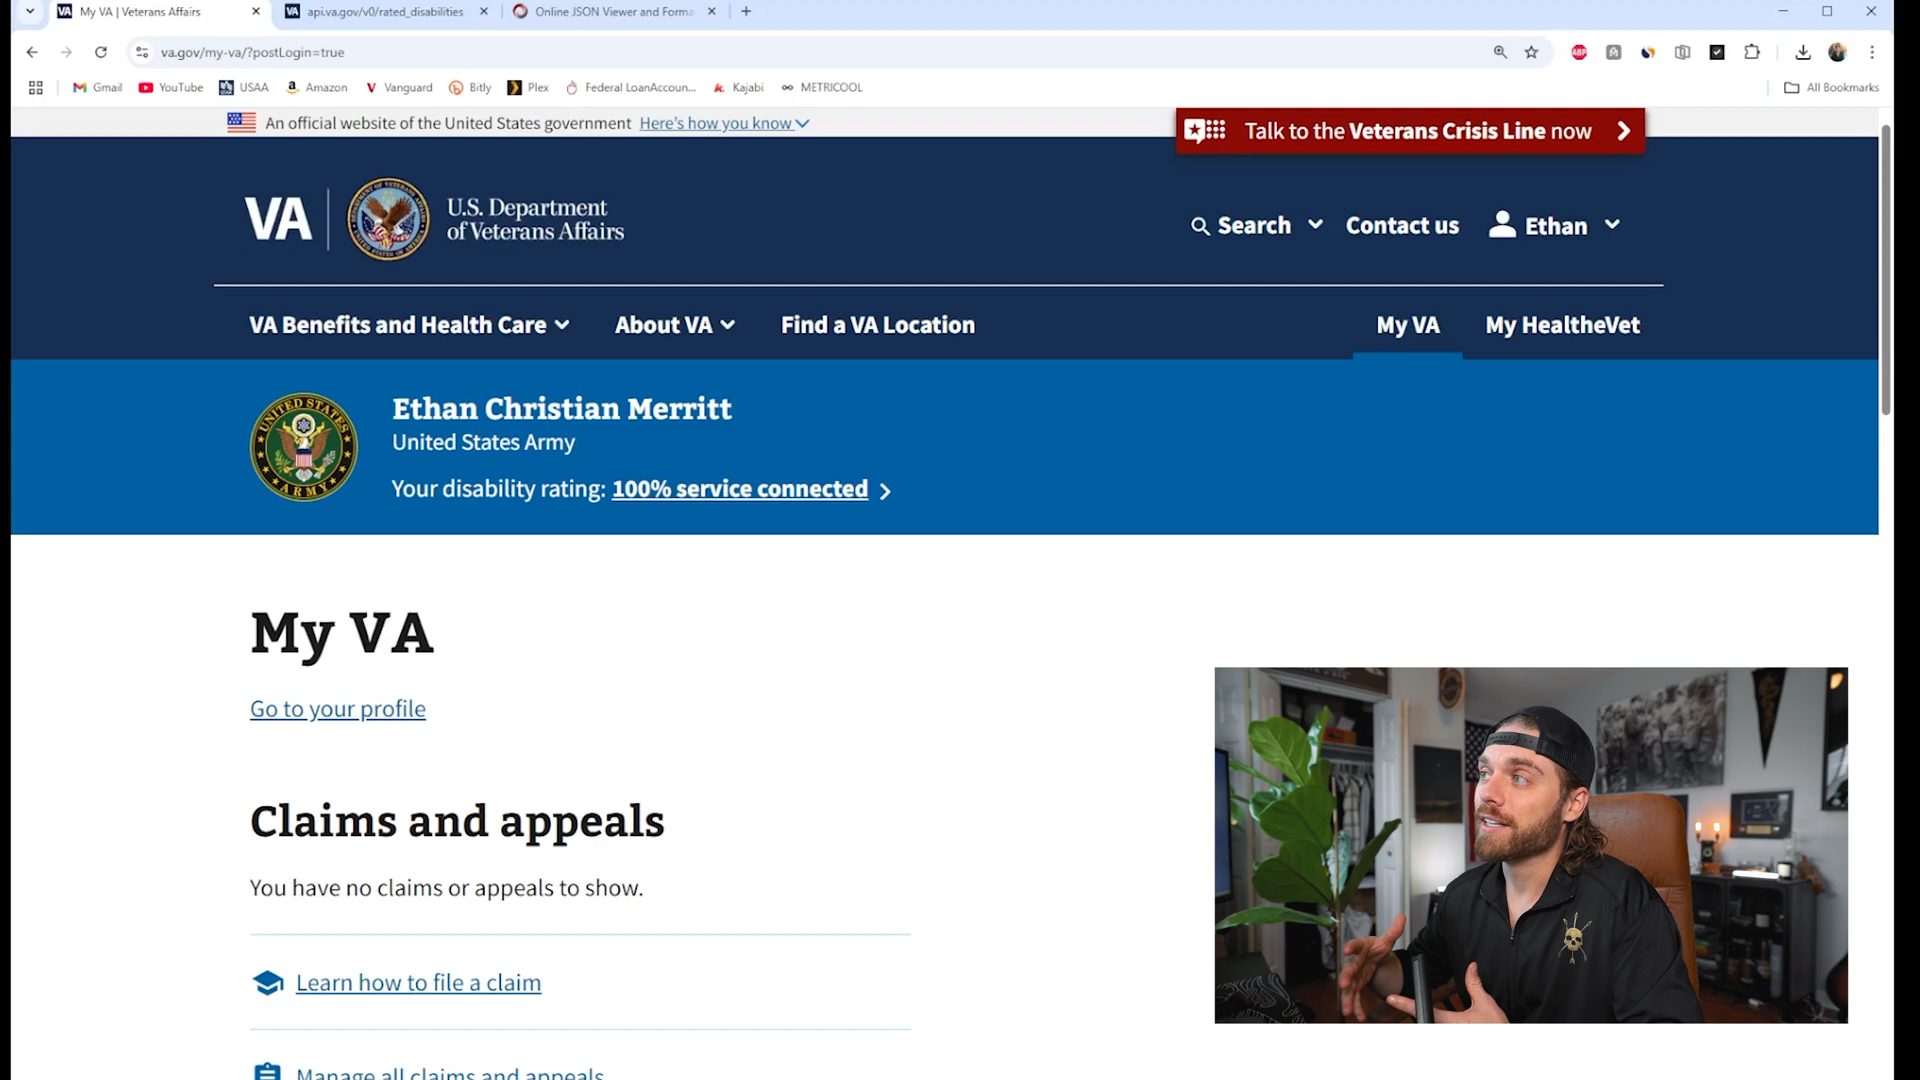 My VA | Veterans Affairs
api.va.gov/v0/rated_disabilities
Online JSON Viewer and Forma
va.gov/my-va/?postLogin=true
ABP
Gmail
YouTube
USAA
Amazon
Vanguard
Bitly
Plex
Federal LoanAccoun...
Kajabi
METRICOOL
All Bookmarks
An official website of the United States government Here's how you know
Talk to the Veterans Crisis Line now
VA
U.S. Department
of Veterans Affairs
Search
Contact us
Ethan
VA Benefits and Health Care
About VA
Find a VA Location
My VA
My HealtheVet
UNITED STATES
ARMY
Ethan Christian Merritt
United States Army
Your disability rating: 100% service connected
My VA
Go to your profile
Claims and appeals
You have no claims or appeals to show.
Learn how to file a claim
Manage all claims and appeals